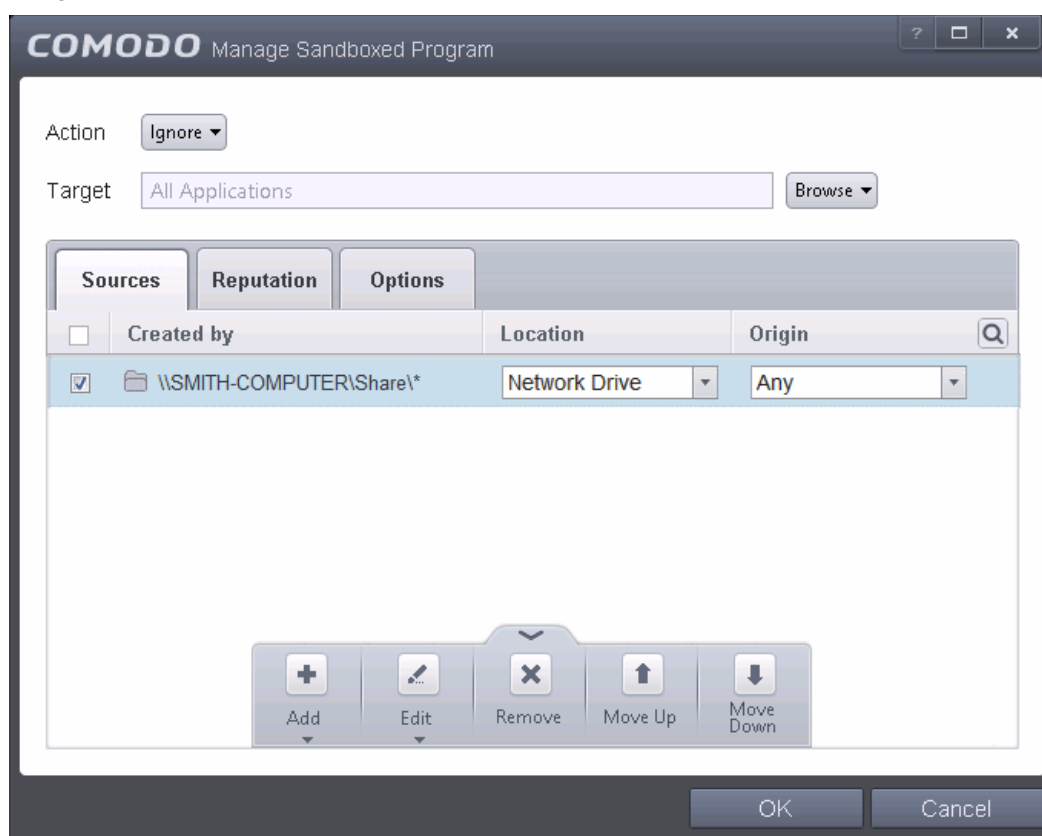 COMODO Manage Sandboxed Program ?
Action Ignore
Target All Applications Browse
Sources Reputation Options
Created by Location Origin
\\SMITH-COMPUTER\Share\* Network Drive Any
Add Edit Remove Move Up Move
Down
OK Cancel